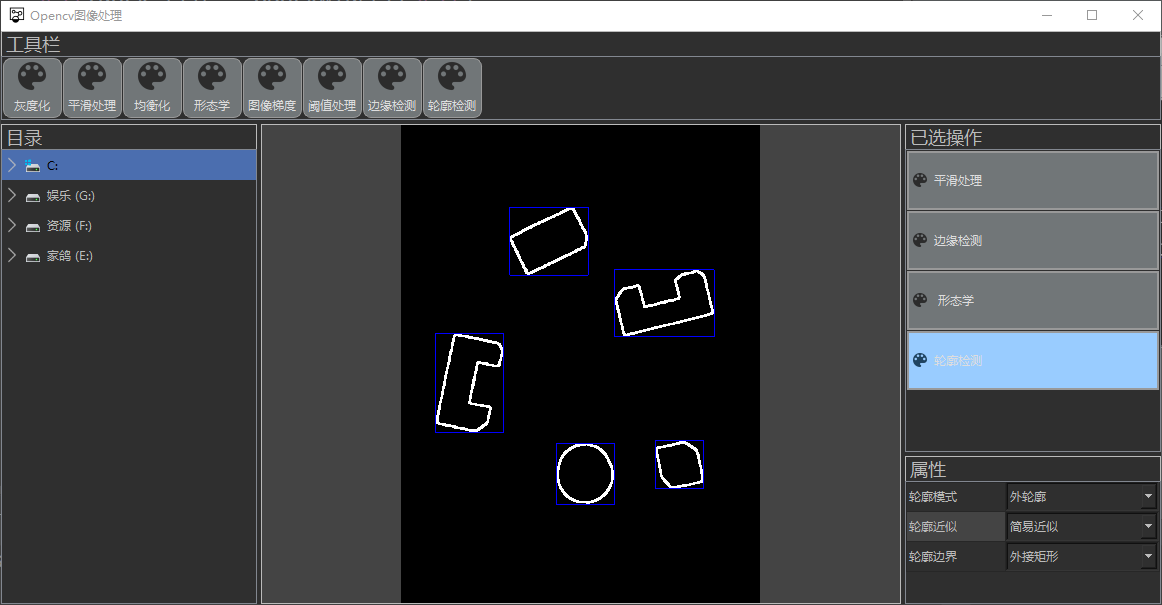 Opencv图像处理
工具栏
灰度化 平滑处理 均衡化 形态学 图像梯度 阈值处理 边缘检测 轮廓检测
目录
C:
娱乐 (G:)
资源 (F:)
家鸽 (E:)
已选操作
平滑处理
边缘检测
形态学
轮廓检测
属性
轮廓模式 外轮廓
轮廓近似 简易近似
轮廓边界 外接矩形